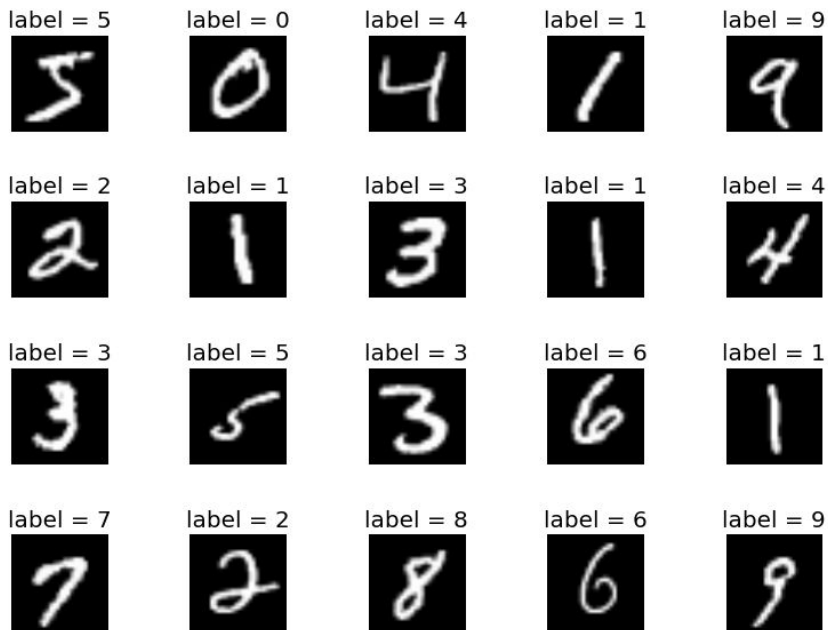 label = 5 label = 0 label = 4 label = 1 label = 9
5 0 4 1 9
label = 2 label = 1 label = 3 label = 1 label = 4
2 1 3 1 4
label = 3 label = 5 label = 3 label = 6 label = 1
3 5 3 6 1
label = 7 label = 2 label = 8 label = 6 label = 9
7 2 8 6 9